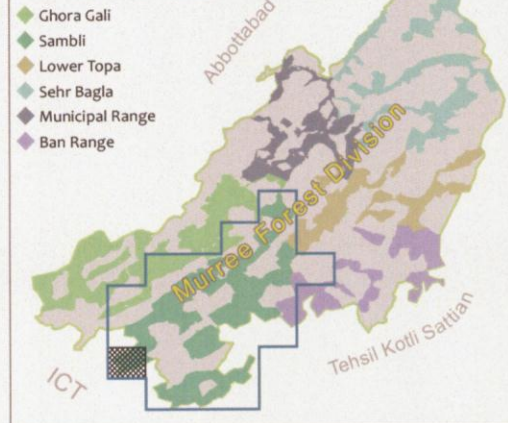 Ghora Gali
Sambli
Lower Topa
Sehr Bagla
Municipal Range
Ban Range
Abbottabad
Murree Forest Division
Tehsil Kotli Sattian
ICT